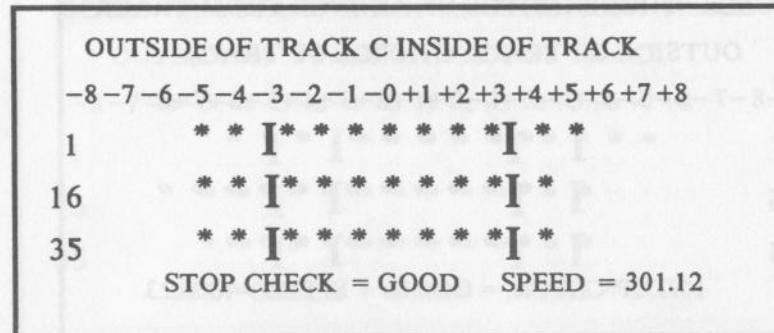 OUTSIDE OF TRACK C INSIDE OF TRACK
−8 −7 −6 −5 −4 −3 −2 −1 −0 +1 +2 +3 +4 +5 +6 +7 +8
1 * * I * * * * * * * I * *
16 * * I * * * * * * * I * *
35 * * I * * * * * * * I * *
STOP CHECK = GOOD SPEED = 301.12